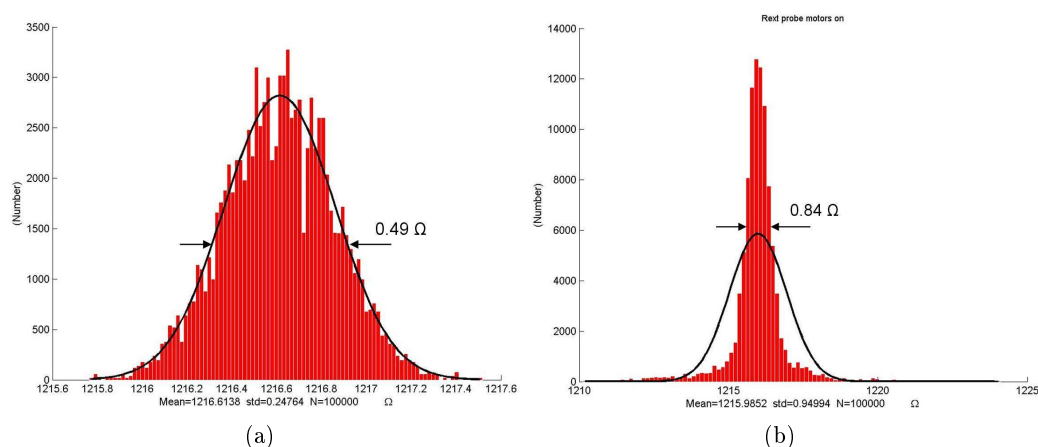 3500
3000
2500
2000
1500
1000
500
0
(Number)
0.49 Ω
1215.6 1215.8 1216 1216.2 1216.4 1216.6 1216.8 1217 1217.2 1217.4 1217.6
Mean=1216.6138 std=0.24764 N=100000 Ω
(a)
Rext probe motors on
14000
12000
10000
8000
6000
4000
2000
0
(Number)
0.84 Ω
1210 1215 1220 1225
Mean=1215.9852 std=0.94994 N=100000 Ω
(b)